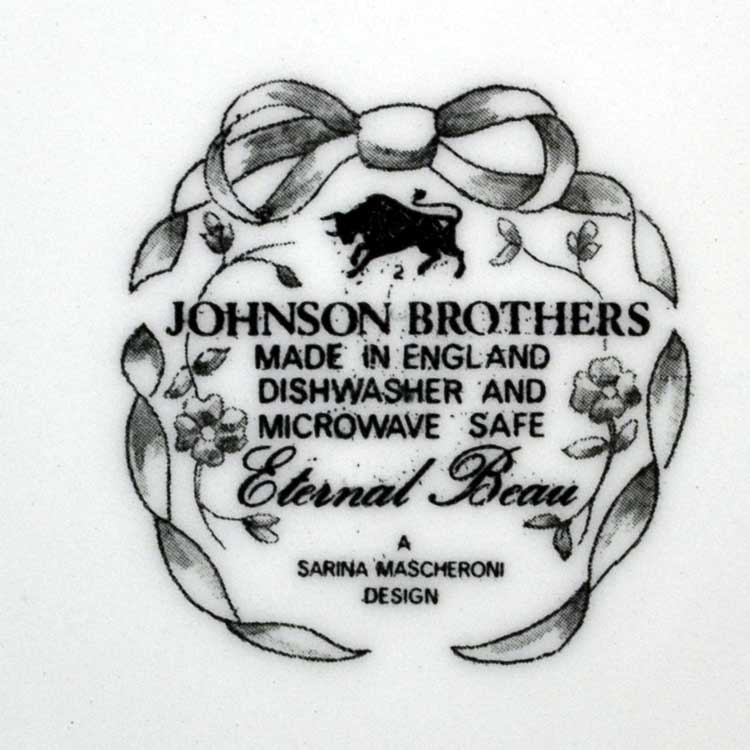 2
JOHNSON BROTHERS
MADE IN ENGLAND
DISHWASHER AND
MICROWAVE SAFE
Eternal Beau
A
SARINA MASCHERONI
DESIGN